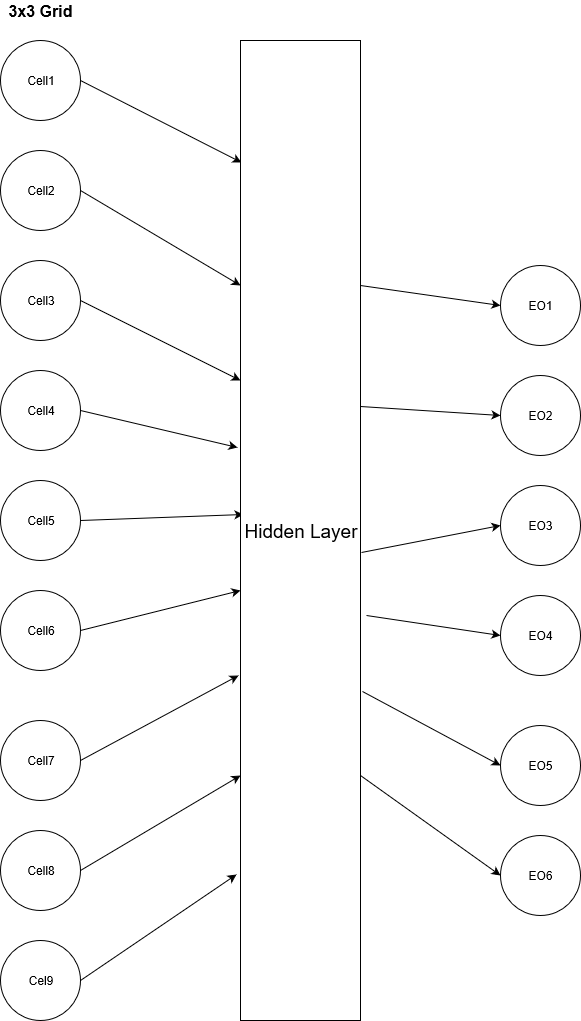 3x3 Grid
Cell1
Cell2
Cell3
Cell4
Cell5
Cell6
Cell7
Cell8
Cel9
Hidden Layer
EO1
EO2
EO3
EO4
EO5
EO6